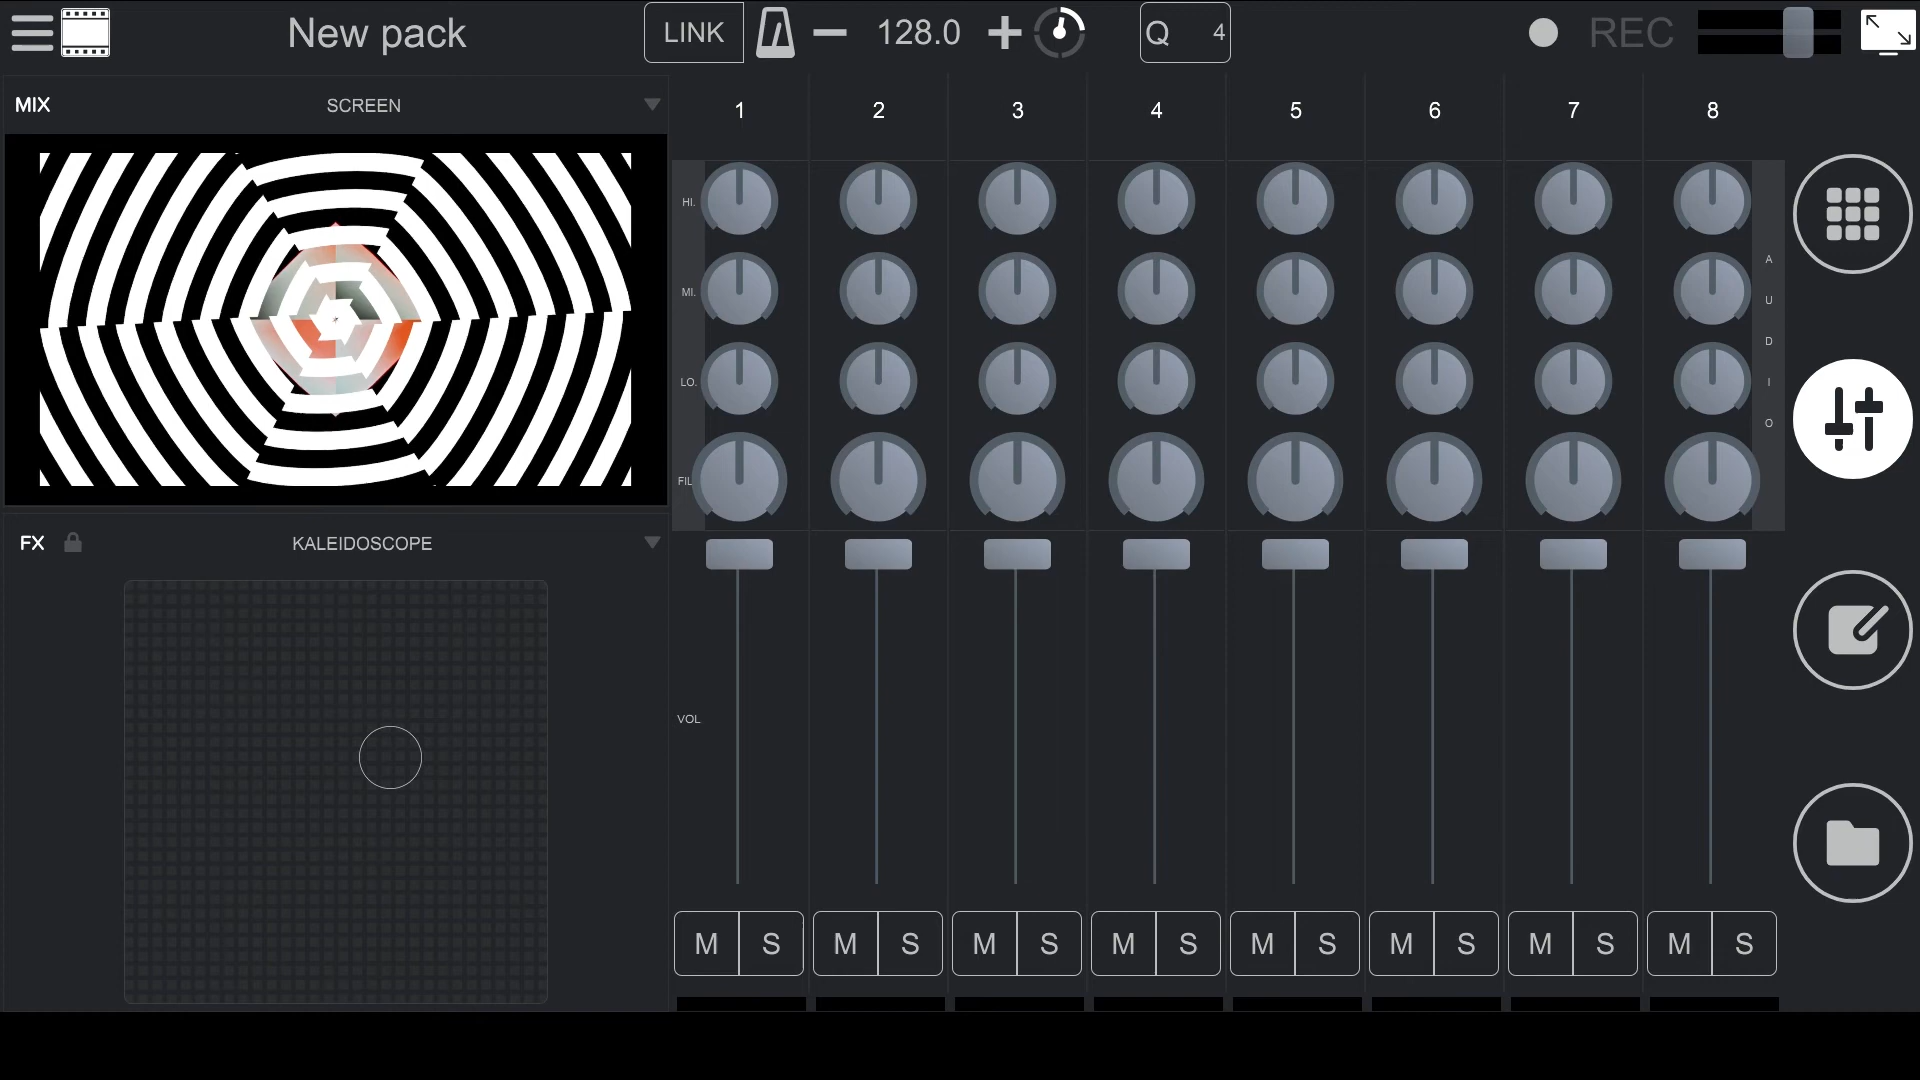 New pack
LINK
128.0
Q 4
REC
MIX
SCREEN
1 2 3 4 5 6 7 8
HI.
MI.
LO.
FIL
AUDIO
FX
KALEIDOSCOPE
VOL
M S M S M S M S M S M S M S M S